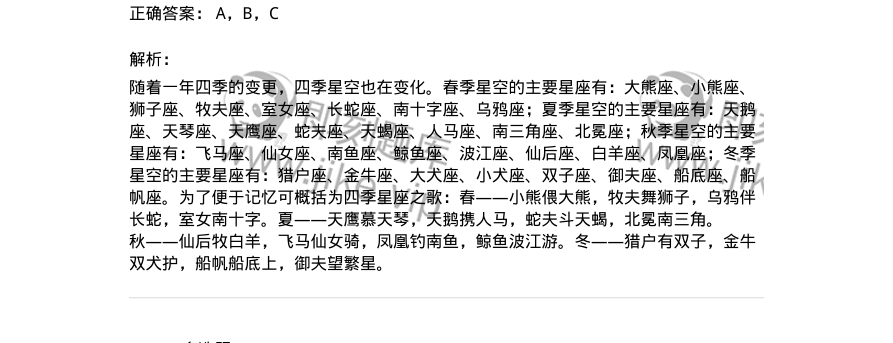 正确答案： A，B，C
解析：
随着一年四季的变更，四季星空也在变化。春季星空的主要星座有：大熊座、小熊座、
狮子座、牧夫座、室女座、长蛇座、南十字座、乌鸦座；夏季星空的主要星座有：天鹅
座、天琴座、天鹰座、蛇夫座、天蝎座、人马座、南三角座、北冕座；秋季星空的主要
星座有：飞马座、仙女座、南鱼座、鲸鱼座、波江座、仙后座、白羊座、凤凰座；冬季
星空的主要星座有：猎户座、金牛座、大犬座、小犬座、双子座、御夫座、船底座、船
帆座。为了便于记忆可概括为四季星座之歌：春——小熊偎大熊，牧夫舞狮子，乌鸦伴
长蛇，室女南十字。夏——天鹰慕天琴，天鹅携人马，蛇夫斗天蝎，北冕南三角。
秋——仙后牧白羊，飞马仙女骑，凤凰钓南鱼，鲸鱼波江游。冬——猎户有双子，金牛
双犬护，船帆船底上，御夫望繁星。